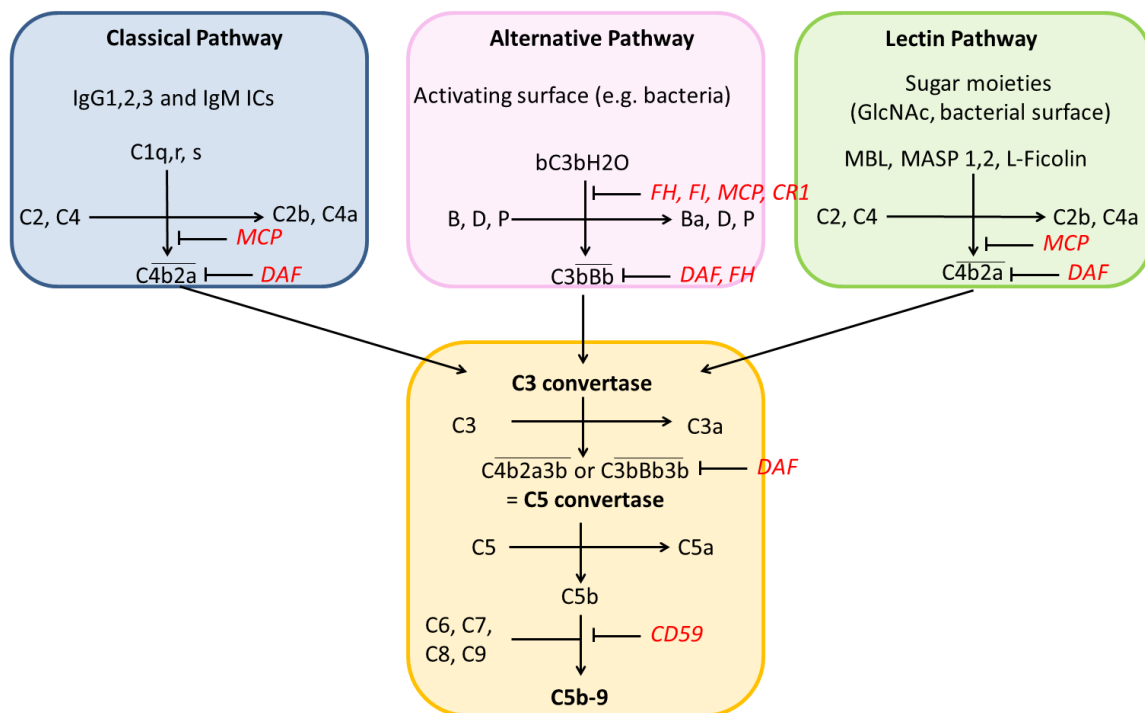 Classical Pathway
IgG1,2,3 and IgM ICs
C1q,r, s
C2, C4
C2b, C4a
MCP
C4b2a
DAF
Alternative Pathway
Activating surface (e.g. bacteria)
bC3bH2O
FH, FI, MCP, CR1
B, D, P
Ba, D, P
C3bBb
DAF, FH
Lectin Pathway
Sugar moieties
(GlcNAc, bacterial surface)
MBL, MASP 1,2, L-Ficolin
C2, C4
C2b, C4a
MCP
C4b2a
DAF
C3 convertase
C3
C3a
C4b2a3b or C3bBb3b
DAF
= C5 convertase
C5
C5a
C5b
C6, C7,
C8, C9
CD59
C5b-9